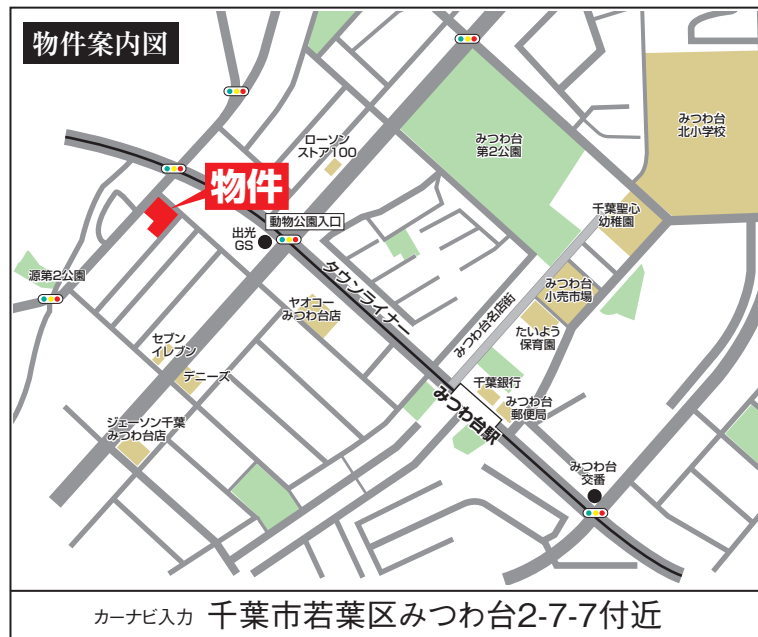 物件案内図
ローソン
ストア100
みつわ台
第2公園
みつわ台
北小学校
物件
動物公園入口
出光
GS
千葉聖心
幼稚園
源第2公園
タウンライナー
ヤオコー
みつわ台店
みつわ台
小売市場
みつわ台名店街
たいよう
保育園
セブン
イレブン
デニーズ
千葉銀行
みつわ台
郵便局
みつわ台駅
ジェーソン千葉
みつわ台店
みつわ台
交番
カーナビ入力 千葉市若葉区みつわ台2-7-7付近